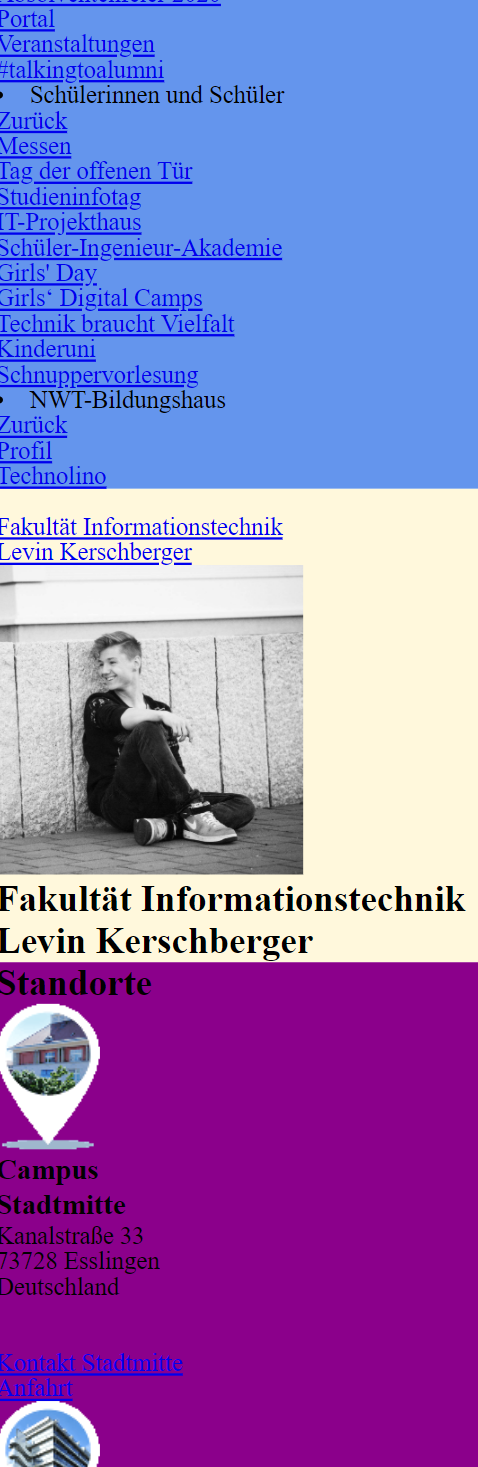 Absolventenfeier 2020
Portal
Veranstaltungen
#talkingtoalumni
• Schülerinnen und Schüler
Zurück
Messen
Tag der offenen Tür
Studieninfotag
IT-Projekthaus
Schüler-Ingenieur-Akademie
Girls' Day
Girls‘ Digital Camps
Technik braucht Vielfalt
Kinderuni
Schnuppervorlesung
• NWT-Bildungshaus
Zurück
Profil
Technolino
Fakultät Informationstechnik
Levin Kerschberger
Fakultät Informationstechnik
Levin Kerschberger
Standorte
Campus
Stadtmitte
Kanalstraße 33
73728 Esslingen
Deutschland
Kontakt Stadtmitte
Anfahrt